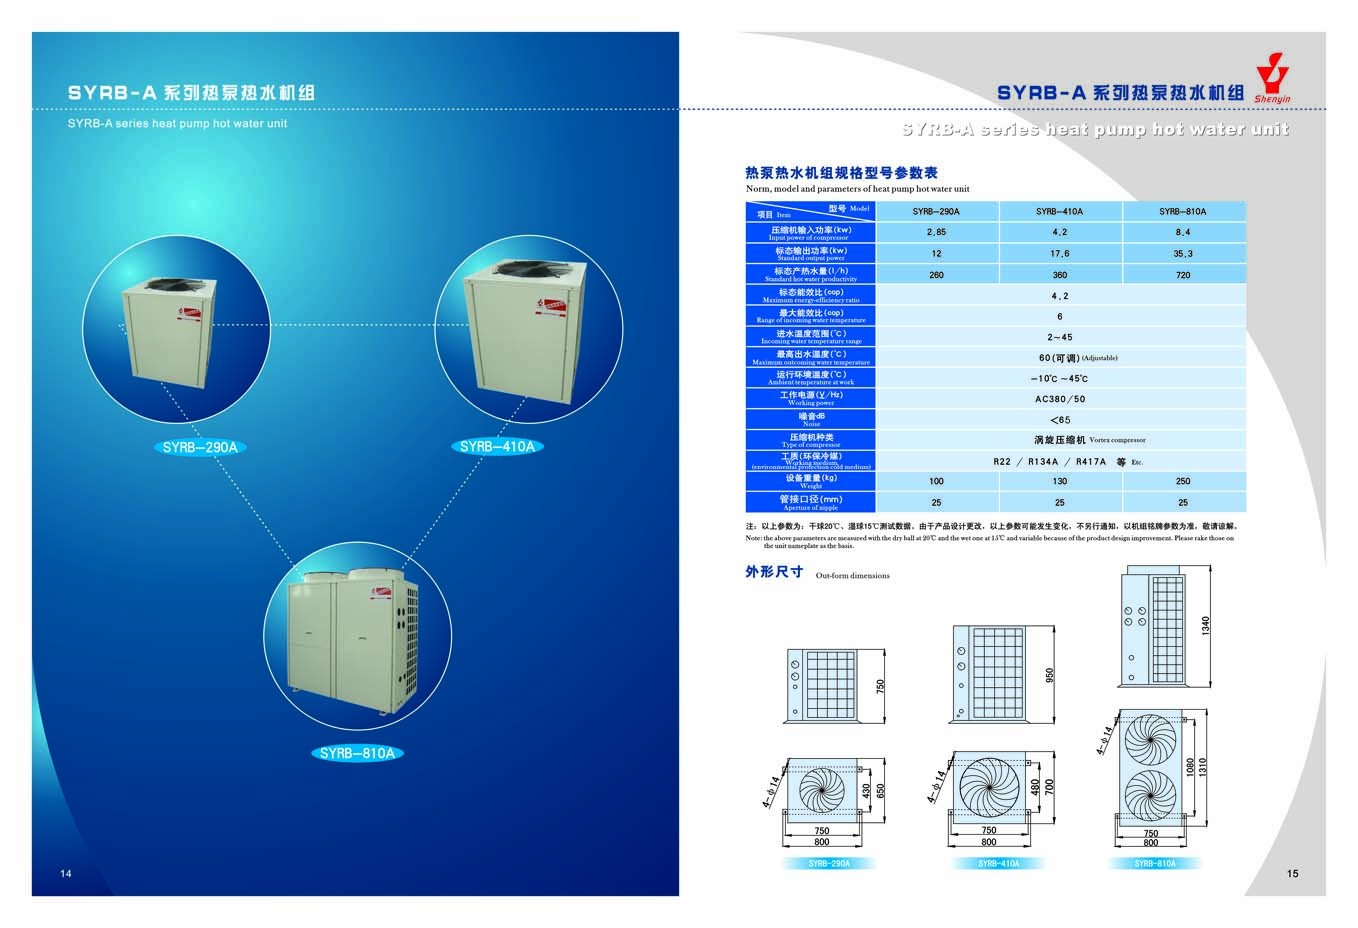 SYRB-A 系列热泵热水机组
SYRB-A series heat pump hot water unit
SYRB-290A
SYRB-410A
SYRB-810A
14
SYRB-A 系列热泵热水机组
Shenyin
SYRB-A series heat pump hot water unit
热泵热水机组规格型号参数表
Norm, model and parameters of heat pump hot water unit
型号 Model
项目 Item
SYRB-290A SYRB-410A SYRB-810A
压缩机输入功率(kw) 2.85 4.2 8.4
Input power of compressor
标态输出功率(kw) 12 17.6 35.3
Standard output power
标态产热水量(l/h) 260 360 720
Standard hot water productivity
标态能效比(cop) 4.2
Maximum energy-efficiency ratio
最大能效比(cop) 6
Range of incoming water temperature
进水温度范围(℃) 2~45
Incoming water temperature range
最高出水温度(℃) 60(可调)(Adjustable)
Maximum outcoming water temperature
运行环境温度(℃) -10℃ ~45℃
Ambient temperature at work
工作电源(V/Hz) AC380/50
Working power
噪音dB <65
Noise
压缩机种类 涡旋压缩机 Vortex compressor
Type of compressor
工质(环保冷媒) R22 / R134A / R417A 等 Etc.
Working medium,
(environmental protection cold medium)
设备重量(kg) 100 130 250
Weight
管接口径(mm) 25 25 25
Aperture of nipple
注: 以上参数为: 干球20℃、湿球15℃测试数据, 由于产品设计更改, 以上参数可能发生变化, 不另行通知, 以机组铭牌参数为准, 敬请谅解。
Note: the above parameters are measured with the dry ball at 20℃ and the wet one at 15℃ and variable because of the product design improvement. Please rake those on
the unit nameplate as the basis.
外形尺寸 Out-form dimensions
750
950
1340
4-ф14
430
650
750
800
SYRB-290A
4-ф14
480
700
750
800
SYRB-410A
4-ф14
1080
1310
750
800
SYRB-810A
15